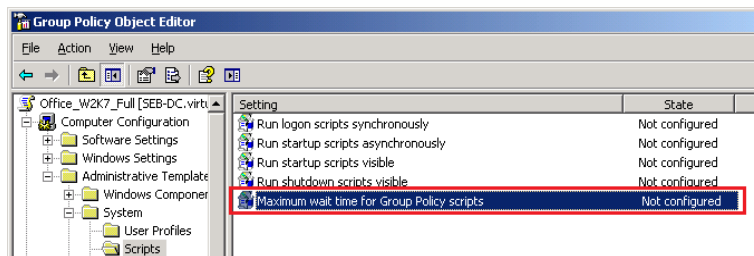 Group Policy Object Editor
File Action View Help
Office_W2K7_Full [SEB-DC.virtu
Computer Configuration
Software Settings
Windows Settings
Administrative Template
Windows Componer
System
User Profiles
Scripts
Setting State
Run logon scripts synchronously Not configured
Run startup scripts asynchronously Not configured
Run startup scripts visible Not configured
Run shutdown scripts visible Not configured
Maximum wait time for Group Policy scripts Not configured